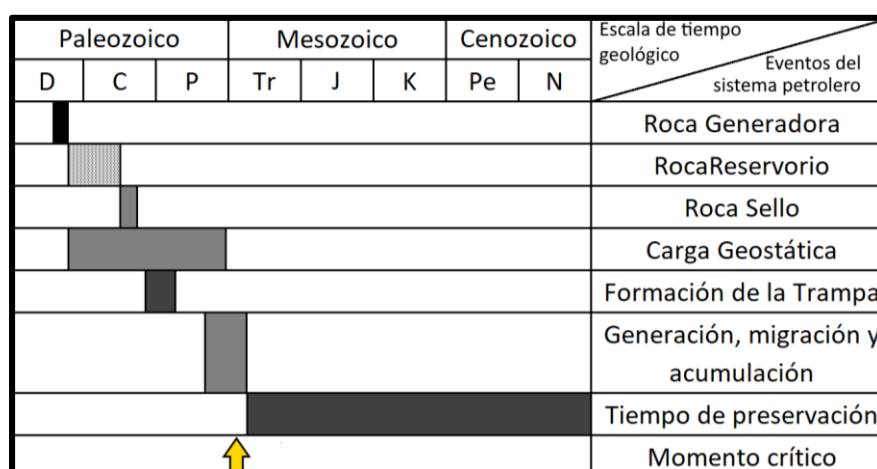 Paleozoico Mesozoico Cenozoico Escala de tiempo
geológico
Eventos del
sistema petrolero
D C P Tr J K Pe N
Roca Generadora
RocaReservorio
Roca Sello
Carga Geostática
Formación de la Trampa
Generación, migración y
acumulación
Tiempo de preservación
Momento crítico